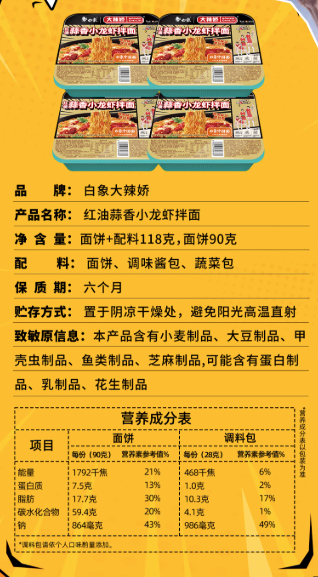 白象
大辣娇
蒜香小龙虾拌面
白象
大辣娇
蒜香小龙虾拌面
蒜香小龙虾拌面
蒜香小龙虾拌面
品 牌： 白象大辣娇
产品名称： 红油蒜香小龙虾拌面
净 含 量： 面饼+配料118克，面饼90克
配 料： 面饼、调味酱包、蔬菜包
保 质 期： 六个月
贮存方式： 置于阴凉干燥处，避免阳光高温直射
致敏原信息：本产品含有小麦制品、大豆制品、甲
壳虫制品、鱼类制品、芝麻制品,可能含有蛋白制
品、乳制品、花生制品
营养成分表
项目 面饼 调料包
每份（90克） 营养素参考值% 每份（28克） 营养素参考值%
能量 1792千焦 21% 468千焦 6%
蛋白质 7.5克 13% 1.0克 2%
脂肪 17.7克 30% 10.3克 17%
碳水化合物 59.4克 20% 4.1克 1%
钠 864毫克 43% 986毫克 49%
*调料包请依个人口味酌量添加。
*营养成分表以包装为准